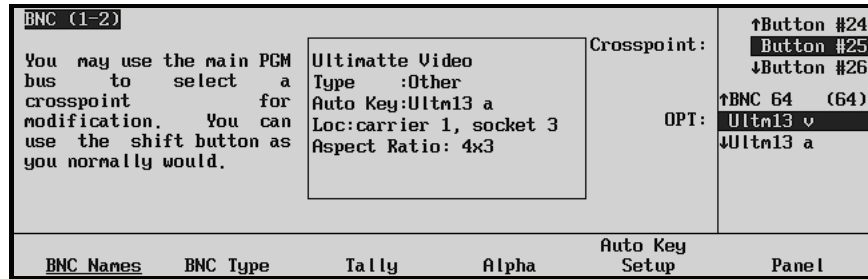 BNC (1-2)
You may use the main PGM
bus to select a
crosspoint for
modification. You can
use the shift button as
you normally would.
Ultimatte Video
Type :Other
Auto Key:Ultm13 a
Loc:carrier 1, socket 3
Aspect Ratio: 4x3
Crosspoint:
↑Button #24
Button #25
↓Button #26
OPT:
↑BNC 64 (64)
Ultm13 v
↓Ultm13 a
BNC Names
BNC Type
Tally
Alpha
Auto Key
Setup
Panel